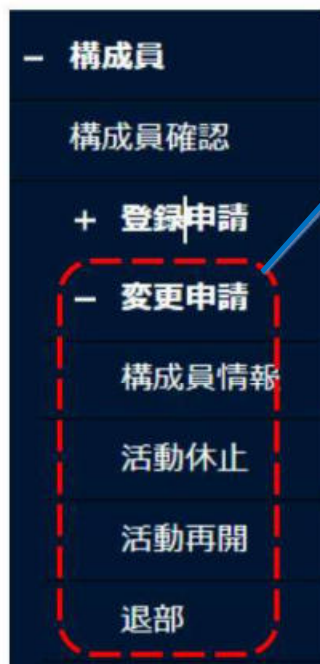 − 構成員
構成員確認
+ 登録申請
− 変更申請
構成員情報
活動休止
活動再開
退部